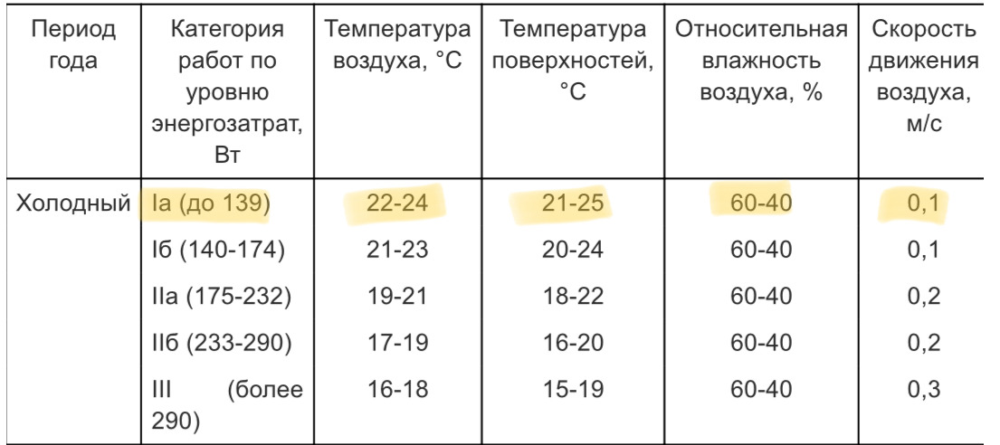 Период года Категория работ по уровню энергозатрат, Вт Температура воздуха, °С Температура поверхностей, °С Относительная влажность воздуха, % Скорость движения воздуха, м/с
Холодный Iа (до 139) 22-24 21-25 60-40 0,1
Iб (140-174) 21-23 20-24 60-40 0,1
IIа (175-232) 19-21 18-22 60-40 0,2
IIб (233-290) 17-19 16-20 60-40 0,2
III (более 290) 16-18 15-19 60-40 0,3